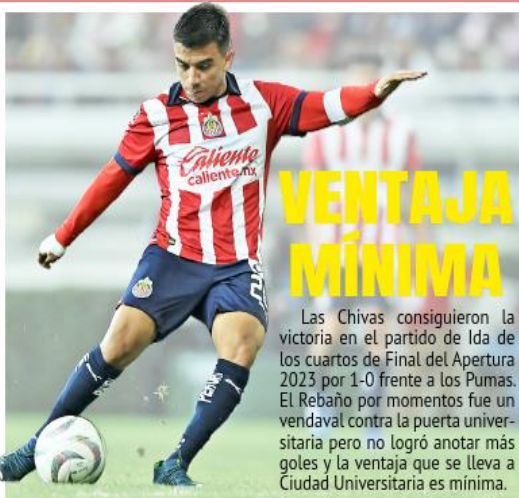 Caliente
caliente.mx
PUMA
VENTAJA
MÍNIMA
Las Chivas consiguieron la
victoria en el partido de Ida de
los cuartos de Final del Apertura
2023 por 1-0 frente a los Pumas.
El Rebaño por momentos fue un
vendaval contra la puerta univer-
sitaria pero no logró anotar más
goles y la ventaja que se lleva a
Ciudad Universitaria es mínima.